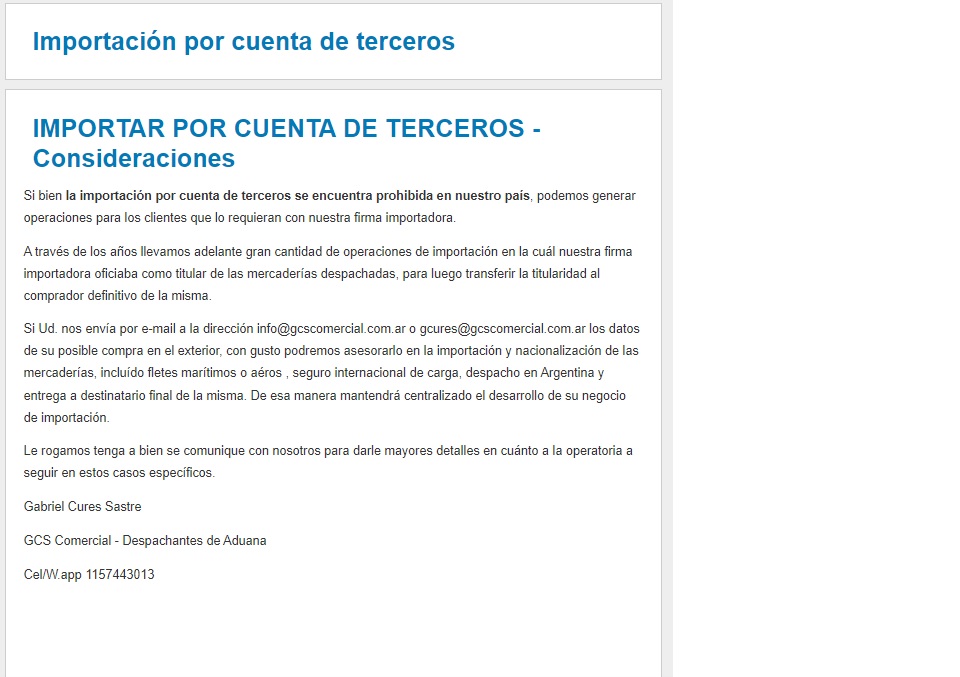 Importación por cuenta de terceros
IMPORTAR POR CUENTA DE TERCEROS -
Consideraciones
Si bien la importación por cuenta de terceros se encuentra prohibida en nuestro país, podemos generar
operaciones para los clientes que lo requieran con nuestra firma importadora.
A través de los años llevamos adelante gran cantidad de operaciones de importación en la cuál nuestra firma
importadora oficiaba como titular de las mercaderías despachadas, para luego transferir la titularidad al
comprador definitivo de la misma.
Si Ud. nos envía por e-mail a la dirección info@gcscomercial.com.ar o gcures@gcscomercial.com.ar los datos
de su posible compra en el exterior, con gusto podremos asesorarlo en la importación y nacionalización de las
mercaderías, incluído fletes marítimos o aéros , seguro internacional de carga, despacho en Argentina y
entrega a destinatario final de la misma. De esa manera mantendrá centralizado el desarrollo de su negocio
de importación.
Le rogamos tenga a bien se comunique con nosotros para darle mayores detalles en cuánto a la operatoria a
seguir en estos casos específicos.
Gabriel Cures Sastre
GCS Comercial - Despachantes de Aduana
Cel/W.app 1157443013